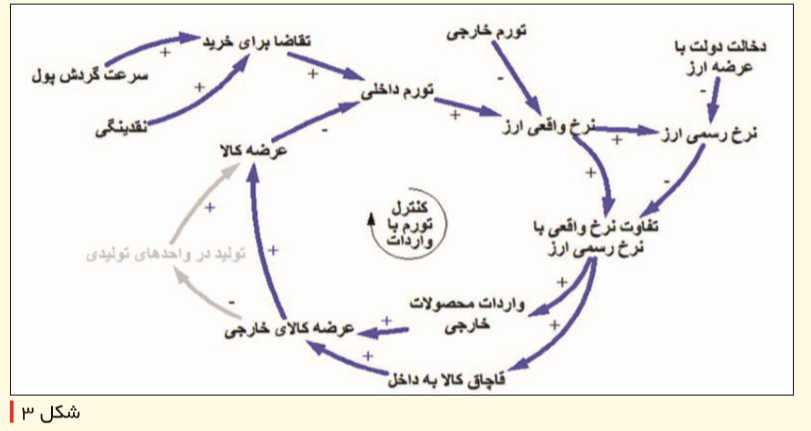 تورم خارجی
دخالت دولت با
عرضه ارز
تقاضا برای خرید
سرعت گردش پول
+
+
+
نقدینگی
تورم داخلی
-
-
+
نرخ واقعی ارز
+
نرخ رسمی ارز
عرضه کالا
-
+
-
+
کنترل
تورم با
واردات
تفاوت نرخ واقعی با
نرخ رسمی ارز
تولید در واحدهای تولیدی
+
+
-
واردات محصولات
خارجی
+
+
عرضه کالای خارجی
+
قاچاق کالا به داخل
شکل ۳